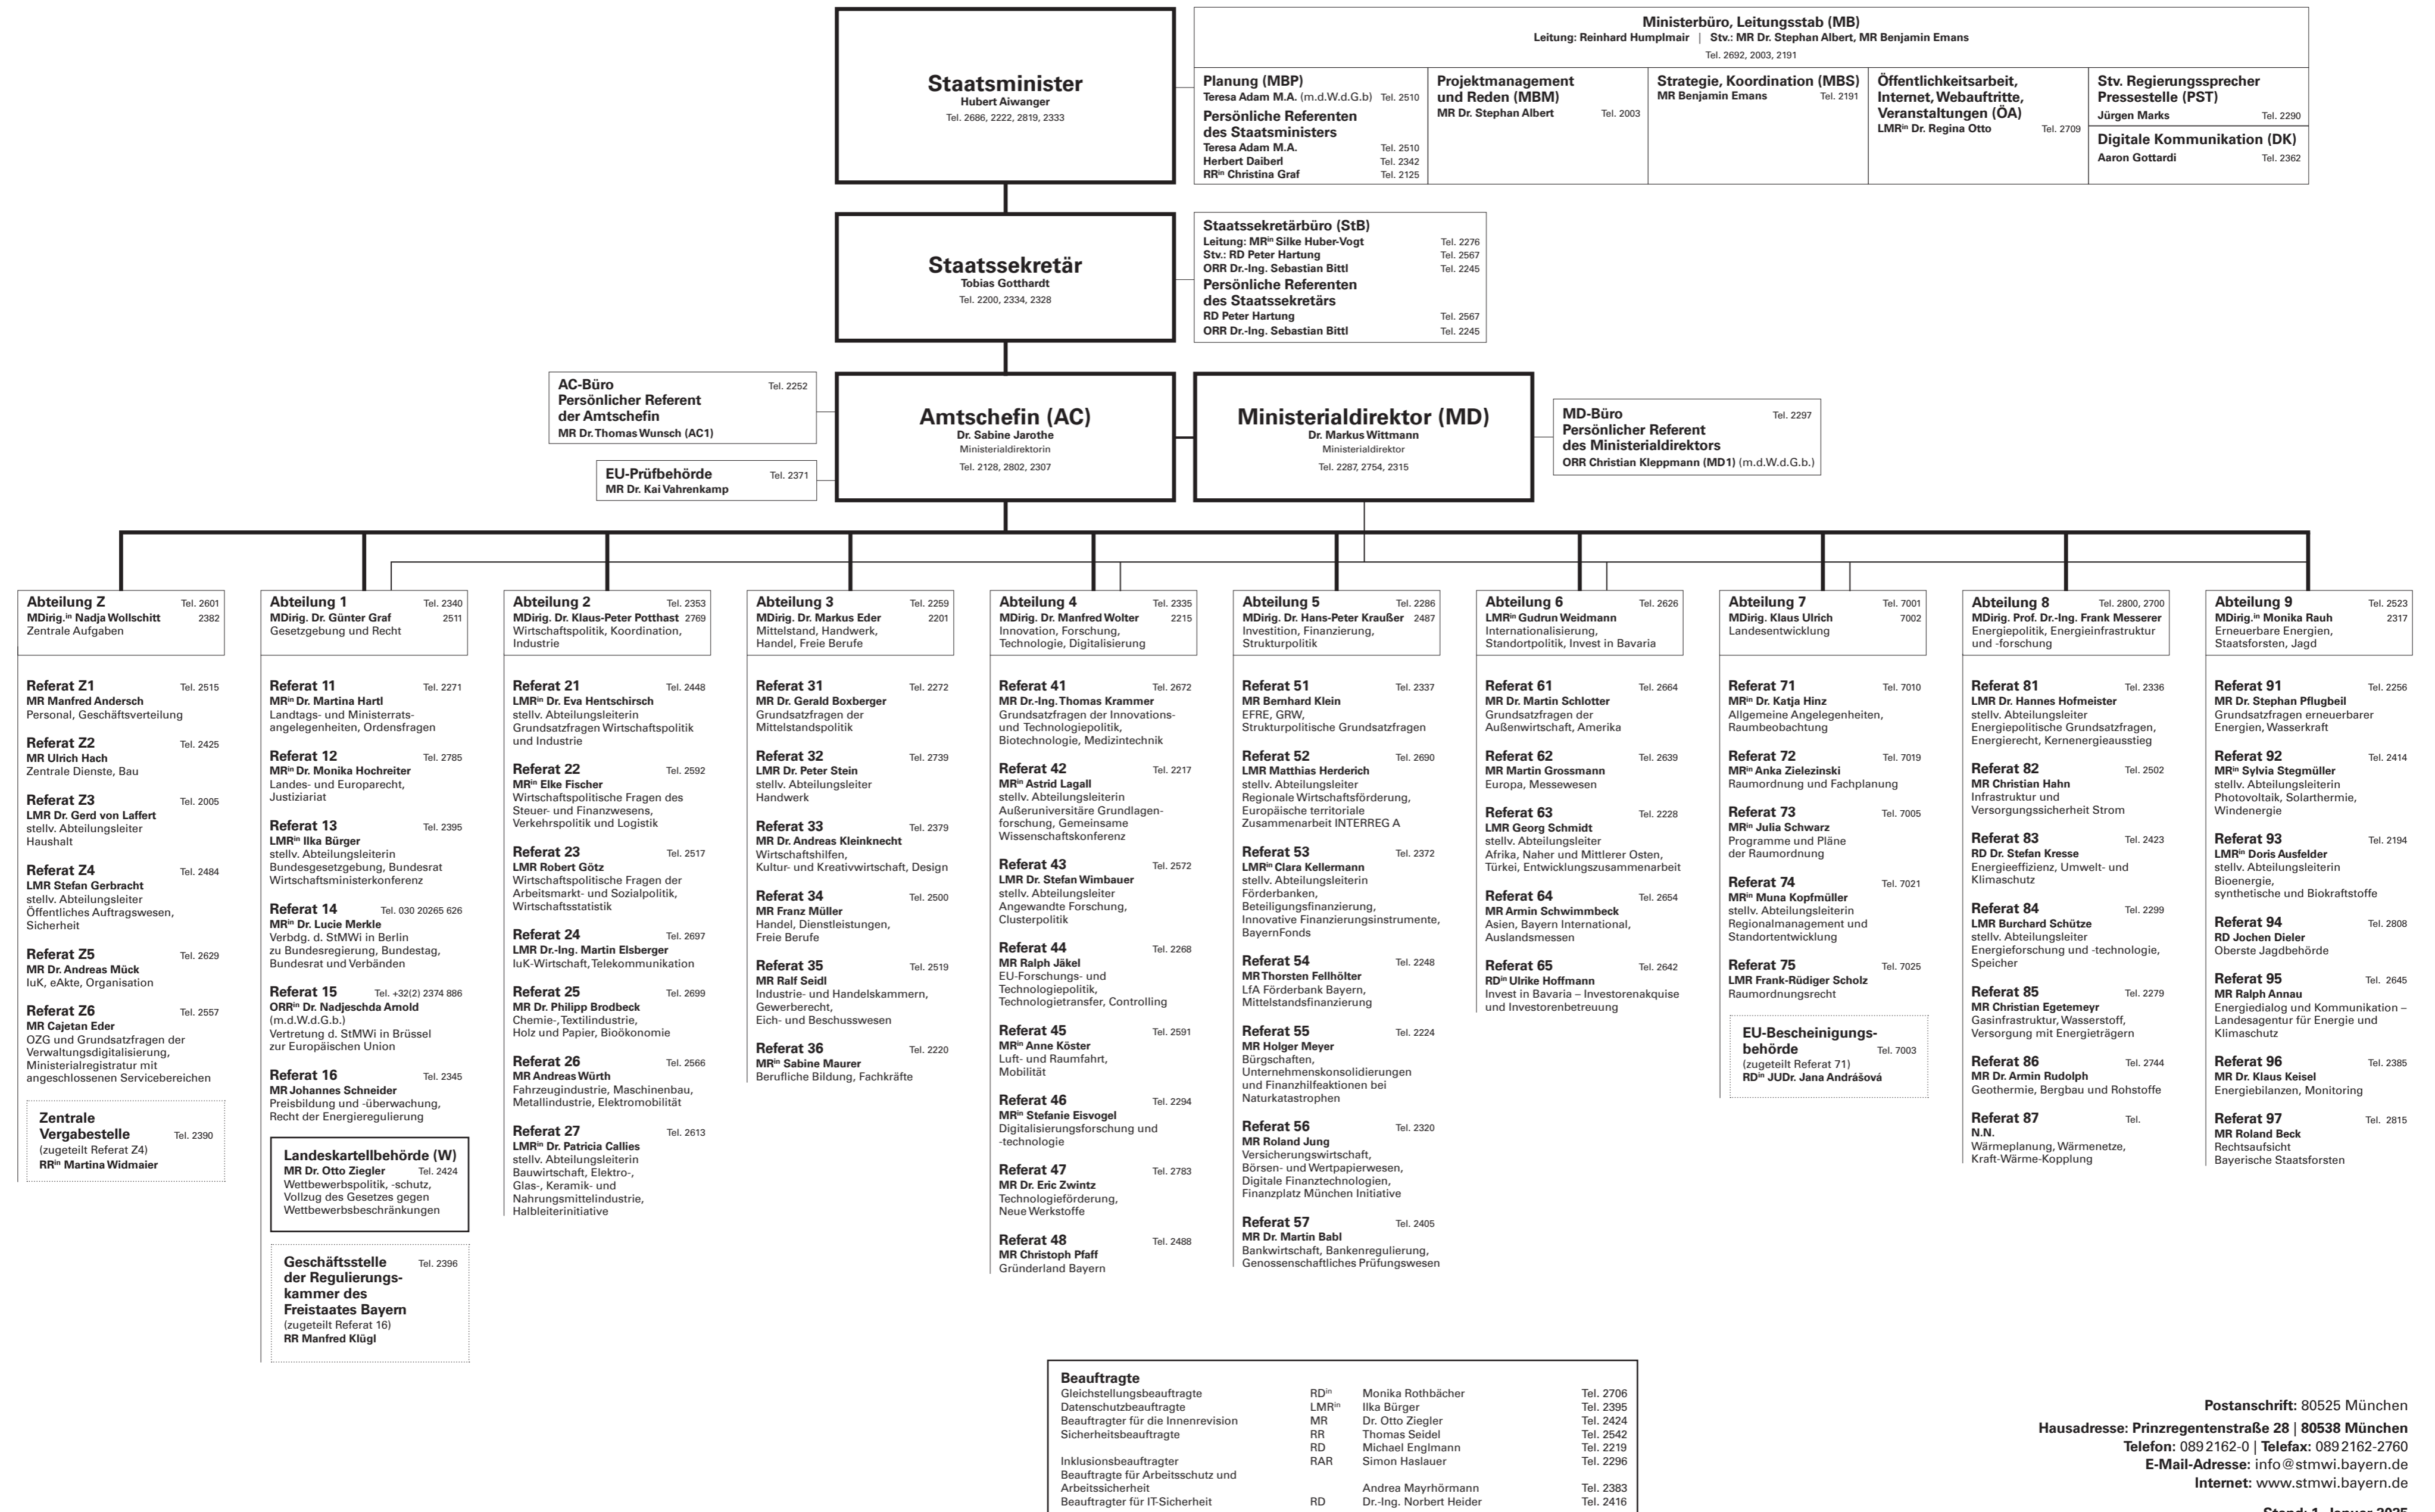 Staatsminister
Hubert Aiwanger
Tel. 2686, 2222, 2819, 2333
Ministerbüro, Leitungsstab (MB)
Leitung: Reinhard Humplmair | Stv.: MR Dr. Stephan Albert, MR Benjamin Emans
Tel. 2692, 2003, 2191
Planung (MBP)
Teresa Adam M.A. (m.d.W.d.G.b) Tel. 2510
Persönliche Referenten
des Staatsministers
Teresa Adam M.A. Tel. 2510
Herbert Daiberl Tel. 2342
RRin Christina Graf Tel. 2125
Projektmanagement
und Reden (MBM)
MR Dr. Stephan Albert Tel. 2003
Strategie, Koordination (MBS)
MR Benjamin Emans Tel. 2191
Öffentlichkeitsarbeit,
Internet, Webauftritte,
Veranstaltungen (ÖA)
LMRin Dr. Regina Otto Tel. 2709
Stv. Regierungssprecher
Pressestelle (PST)
Jürgen Marks Tel. 2290
Digitale Kommunikation (DK)
Aaron Gottardi Tel. 2362
Staatssekretär
Tobias Gotthardt
Tel. 2200, 2334, 2328
Staatssekretärbüro (StB)
Leitung: MRin Silke Huber-Vogt Tel. 2276
Stv.: RD Peter Hartung Tel. 2567
ORR Dr.-Ing. Sebastian Bittl Tel. 2245
Persönliche Referenten
des Staatssekretärs
RD Peter Hartung Tel. 2567
ORR Dr.-Ing. Sebastian Bittl Tel. 2245
AC-Büro Tel. 2252
Persönlicher Referent
der Amtschefin
MR Dr. Thomas Wunsch (AC1)
EU-Prüfbehörde Tel. 2371
MR Dr. Kai Vahrenkamp
Amtschefin (AC)
Dr. Sabine Jarothe
Ministerialdirektorin
Tel. 2128, 2802, 2307
Ministerialdirektor (MD)
Dr. Markus Wittmann
Ministerialdirektor
Tel. 2287, 2754, 2315
MD-Büro Tel. 2297
Persönlicher Referent
des Ministerialdirektors
ORR Christian Kleppmann (MD1) (m.d.W.d.G.b.)
Abteilung Z Tel. 2601
MDirig.in Nadja Wollschitt 2382
Zentrale Aufgaben
Referat Z1 Tel. 2515
MR Manfred Andersch
Personal, Geschäftsverteilung
Referat Z2 Tel. 2425
MR Ulrich Hach
Zentrale Dienste, Bau
Referat Z3 Tel. 2005
LMR Dr. Gerd von Laffert
stellv. Abteilungsleiter
Haushalt
Referat Z4 Tel. 2484
LMR Stefan Gerbracht
stellv. Abteilungsleiter
Öffentliches Auftragswesen,
Sicherheit
Referat Z5 Tel. 2629
MR Dr. Andreas Mück
IuK, eAkte, Organisation
Referat Z6 Tel. 2557
MR Cajetan Eder
OZG und Grundsatzfragen der
Verwaltungsdigitalisierung,
Ministerialregistratur mit
angeschlossenen Servicebereichen
Zentrale
Vergabestelle Tel. 2390
(zugeteilt Referat Z4)
RRin Martina Widmaier
Abteilung 1 Tel. 2340
MDirig. Dr. Günter Graf 2511
Gesetzgebung und Recht
Referat 11 Tel. 2271
MRin Dr. Martina Hartl
Landtags- und Ministerrats-
angelegenheiten, Ordensfragen
Referat 12 Tel. 2785
MRin Dr. Monika Hochreiter
Landes- und Europarecht,
Justiziariat
Referat 13 Tel. 2395
LMRin Ilka Bürger
stellv. Abteilungsleiterin
Bundesgesetzgebung, Bundesrat
Wirtschaftsministerkonferenz
Referat 14 Tel. 030 20265 626
MRin Dr. Lucie Merkle
Verbdg. d. StMWi in Berlin
zu Bundesregierung, Bundestag,
Bundesrat und Verbänden
Referat 15 Tel. +32(2) 2374 886
ORRin Dr. Nadjeschda Arnold
(m.d.W.d.G.b.)
Vertretung d. StMWi in Brüssel
zur Europäischen Union
Referat 16 Tel. 2345
MR Johannes Schneider
Preisbildung und -überwachung,
Recht der Energieregulierung
Landeskartellbehörde (W)
MR Dr. Otto Ziegler Tel. 2424
Wettbewerbspolitik, -schutz,
Vollzug des Gesetzes gegen
Wettbewerbsbeschränkungen
Geschäftsstelle Tel. 2396
der Regulierungs-
kammer des
Freistaates Bayern
(zugeteilt Referat 16)
RR Manfred Klügl
Abteilung 2 Tel. 2353
MDirig. Dr. Klaus-Peter Potthast 2769
Wirtschaftspolitik, Koordination,
Industrie
Referat 21 Tel. 2448
LMRin Dr. Eva Hentschirsch
stellv. Abteilungsleiterin
Grundsatzfragen Wirtschaftspolitik
und Industrie
Referat 22 Tel. 2592
MRin Elke Fischer
Wirtschaftspolitische Fragen des
Steuer- und Finanzwesens,
Verkehrspolitik und Logistik
Referat 23 Tel. 2517
LMR Robert Götz
Wirtschaftspolitische Fragen der
Arbeitsmarkt- und Sozialpolitik,
Wirtschaftsstatistik
Referat 24 Tel. 2697
LMR Dr.-Ing. Martin Elsberger
IuK-Wirtschaft, Telekommunikation
Referat 25 Tel. 2699
MR Dr. Philipp Brodbeck
Chemie-, Textilindustrie,
Holz und Papier, Bioökonomie
Referat 26 Tel. 2566
MR Andreas Würth
Fahrzeugindustrie, Maschinenbau,
Metallindustrie, Elektromobilität
Referat 27 Tel. 2613
LMRin Dr. Patricia Callies
stellv. Abteilungsleiterin
Bauwirtschaft, Elektro-,
Glas-, Keramik- und
Nahrungsmittelindustrie,
Halbleiterinitiative
Abteilung 3 Tel. 2259
MDirig. Dr. Markus Eder 2201
Mittelstand, Handwerk,
Handel, Freie Berufe
Referat 31 Tel. 2272
MR Dr. Gerald Boxberger
Grundsatzfragen der
Mittelstandspolitik
Referat 32 Tel. 2739
LMR Dr. Peter Stein
stellv. Abteilungsleiter
Handwerk
Referat 33 Tel. 2379
MR Dr. Andreas Kleinknecht
Wirtschaftshilfen,
Kultur- und Kreativwirtschaft, Design
Referat 34 Tel. 2500
MR Franz Müller
Handel, Dienstleistungen,
Freie Berufe
Referat 35 Tel. 2519
MR Ralf Seidl
Industrie- und Handelskammern,
Gewerberecht,
Eich- und Beschusswesen
Referat 36 Tel. 2220
MRin Sabine Maurer
Berufliche Bildung, Fachkräfte
Abteilung 4 Tel. 2335
MDirig. Dr. Manfred Wolter 2215
Innovation, Forschung,
Technologie, Digitalisierung
Referat 41 Tel. 2672
MR Dr.-Ing. Thomas Krammer
Grundsatzfragen der Innovations-
und Technologiepolitik,
Biotechnologie, Medizintechnik
Referat 42 Tel. 2217
MRin Astrid Lagall
stellv. Abteilungsleiterin
Außeruniversitäre Grundlagen-
forschung, Gemeinsame
Wissenschaftskonferenz
Referat 43 Tel. 2572
LMR Dr. Stefan Wimbauer
stellv. Abteilungsleiter
Angewandte Forschung,
Clusterpolitik
Referat 44 Tel. 2268
MR Ralph Jäkel
EU-Forschungs- und
Technologiepolitik,
Technologietransfer, Controlling
Referat 45 Tel. 2591
MRin Anne Köster
Luft- und Raumfahrt,
Mobilität
Referat 46 Tel. 2294
MRin Stefanie Eisvogel
Digitalisierungsforschung und
-technologie
Referat 47 Tel. 2783
MR Dr. Eric Zwintz
Technologieförderung,
Neue Werkstoffe
Referat 48 Tel. 2488
MR Christoph Pfaff
Gründerland Bayern
Abteilung 5 Tel. 2286
MDirig. Dr. Hans-Peter Kraußer 2487
Investition, Finanzierung,
Strukturpolitik
Referat 51 Tel. 2337
MR Bernhard Klein
EFRE, GRW,
Strukturpolitische Grundsatzfragen
Referat 52 Tel. 2690
LMR Matthias Herderich
stellv. Abteilungsleiter
Regionale Wirtschaftsförderung,
Europäische territoriale
Zusammenarbeit INTERREG A
Referat 53 Tel. 2372
LMRin Clara Kellermann
stellv. Abteilungsleiterin
Förderbanken,
Beteiligungsfinanzierung,
Innovative Finanzierungsinstrumente,
BayernFonds
Referat 54 Tel. 2248
MR Thorsten Fellhölter
LfA Förderbank Bayern,
Mittelstandsfinanzierung
Referat 55 Tel. 2224
MR Holger Meyer
Bürgschaften,
Unternehmenskonsolidierungen
und Finanzhilfeaktionen bei
Naturkatastrophen
Referat 56 Tel. 2320
MR Roland Jung
Versicherungswirtschaft,
Börsen- und Wertpapierwesen,
Digitale Finanztechnologien,
Finanzplatz München Initiative
Referat 57 Tel. 2405
MR Dr. Martin Babl
Bankwirtschaft, Bankenregulierung,
Genossenschaftliches Prüfungswesen
Abteilung 6 Tel. 2626
LMRin Gudrun Weidmann
Internationalisierung,
Standortpolitik, Invest in Bavaria
Referat 61 Tel. 2664
MR Dr. Martin Schlotter
Grundsatzfragen der
Außenwirtschaft, Amerika
Referat 62 Tel. 2639
MR Martin Grossmann
Europa, Messewesen
Referat 63 Tel. 2228
LMR Georg Schmidt
stellv. Abteilungsleiter
Afrika, Naher und Mittlerer Osten,
Türkei, Entwicklungszusammenarbeit
Referat 64 Tel. 2654
MR Armin Schwimmbeck
Asien, Bayern International,
Auslandsmessen
Referat 65 Tel. 2642
RDin Ulrike Hoffmann
Invest in Bavaria – Investorenakquise
und Investorenbetreuung
Abteilung 7 Tel. 7001
MDirig. Klaus Ulrich 7002
Landesentwicklung
Referat 71 Tel. 7010
MRin Dr. Katja Hinz
Allgemeine Angelegenheiten,
Raumbeobachtung
Referat 72 Tel. 7019
MRin Anka Zielezinski
Raumordnung und Fachplanung
Referat 73 Tel. 7005
MRin Julia Schwarz
Programme und Pläne
der Raumordnung
Referat 74 Tel. 7021
MRin Muna Kopfmüller
stellv. Abteilungsleiterin
Regionalmanagement und
Standortentwicklung
Referat 75 Tel. 7025
LMR Frank-Rüdiger Scholz
Raumordnungsrecht
EU-Bescheinigungs-
behörde Tel. 7003
(zugeteilt Referat 71)
RDin JUDr. Jana Andrášová
Abteilung 8 Tel. 2800, 2700
MDirig. Prof. Dr.-Ing. Frank Messerer
Energiepolitik, Energieinfrastruktur
und -forschung
Referat 81 Tel. 2336
LMR Dr. Hannes Hofmeister
stellv. Abteilungsleiter
Energiepolitische Grundsatzfragen,
Energierecht, Kernenergieausstieg
Referat 82 Tel. 2502
MR Christian Hahn
Infrastruktur und
Versorgungssicherheit Strom
Referat 83 Tel. 2423
RD Dr. Stefan Kresse
Energieeffizienz, Umwelt- und
Klimaschutz
Referat 84 Tel. 2299
LMR Burchard Schütze
stellv. Abteilungsleiter
Energieforschung und -technologie,
Speicher
Referat 85 Tel. 2279
MR Christian Egetemeyr
Gasinfrastruktur, Wasserstoff,
Versorgung mit Energieträgern
Referat 86 Tel. 2744
MR Dr. Armin Rudolph
Geothermie, Bergbau und Rohstoffe
Referat 87 Tel.
N.N.
Wärmeplanung, Wärmenetze,
Kraft-Wärme-Kopplung
Abteilung 9 Tel. 2523
MDirig.in Monika Rauh 2317
Erneuerbare Energien,
Staatsforsten, Jagd
Referat 91 Tel. 2256
MR Dr. Stephan Pflugbeil
Grundsatzfragen erneuerbarer
Energien, Wasserkraft
Referat 92 Tel. 2414
MRin Sylvia Stegmüller
stellv. Abteilungsleiterin
Photovoltaik, Solarthermie,
Windenergie
Referat 93 Tel. 2194
LMRin Doris Ausfelder
stellv. Abteilungsleiterin
Bioenergie,
synthetische und Biokraftstoffe
Referat 94 Tel. 2808
RD Jochen Dieler
Oberste Jagdbehörde
Referat 95 Tel. 2645
MR Ralph Annau
Energiedialog und Kommunikation –
Landesagentur für Energie und
Klimaschutz
Referat 96 Tel. 2385
MR Dr. Klaus Keisel
Energiebilanzen, Monitoring
Referat 97 Tel. 2815
MR Roland Beck
Rechtsaufsicht
Bayerische Staatsforsten
Beauftragte
Gleichstellungsbeauftragte RDin Monika Rothbächer Tel. 2706
Datenschutzbeauftragte LMRin Ilka Bürger Tel. 2395
Beauftragter für die Innenrevision MR Dr. Otto Ziegler Tel. 2424
Sicherheitsbeauftragte RR Thomas Seidel Tel. 2542
RD Michael Englmann Tel. 2219
Inklusionsbeauftragter RAR Simon Haslauer Tel. 2296
Beauftragte für Arbeitsschutz und
Arbeitssicherheit Andrea Mayrhörmann Tel. 2383
Beauftragter für IT-Sicherheit RD Dr.-Ing. Norbert Heider Tel. 2416
Postanschrift: 80525 München
Hausadresse: Prinzregentenstraße 28 | 80538 München
Telefon: 089 2162-0 | Telefax: 089 2162-2760
E-Mail-Adresse: info@stmwi.bayern.de
Internet: www.stmwi.bayern.de
Stand: 1. Januar 2025